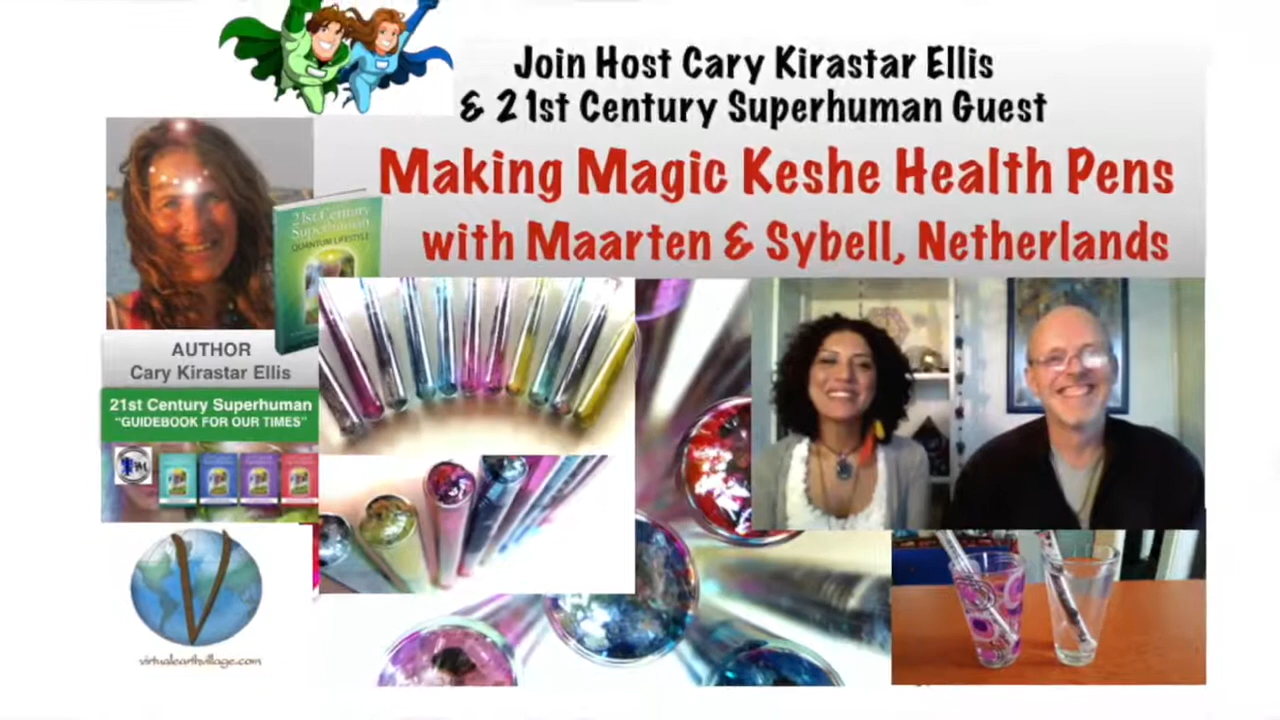 Join Host Cary Kirastar Ellis
& 21st Century Superhuman Guest
Making Magic Keshe Health Pens
with Maarten & Sybell, Netherlands
21st Century
Superhuman
QUANTUM LIFESTYLE
AUTHOR
Cary Kirastar Ellis
21st Century Superhuman
"GUIDEBOOK FOR OUR TIMES"
virtualearthvillage.com